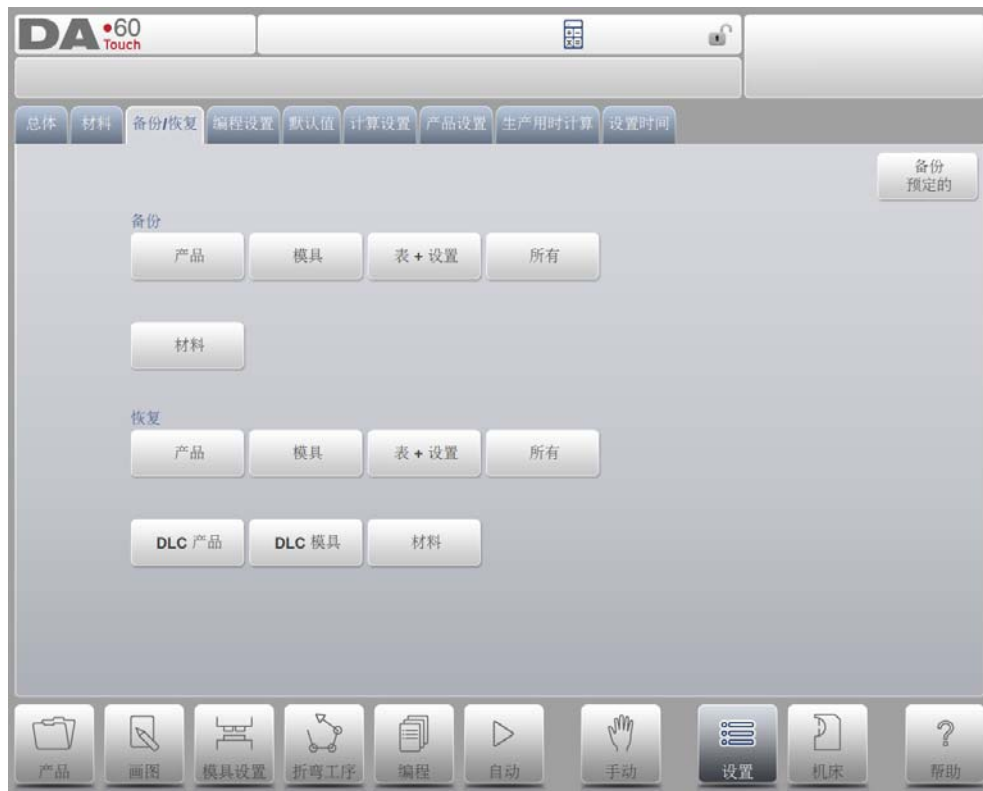 DA•60
Touch
总体 材料 备份/恢复 编程设置 默认值 计算设置 产品设置 生产用时计算 设置时间
备份
预定的
备份
产品 模具 表 + 设置 所有
材料
恢复
产品 模具 表 + 设置 所有
DLC 产品 DLC 模具 材料
产品 画图 模具设置 折弯工序 编程 自动 手动 设置 机床 帮助